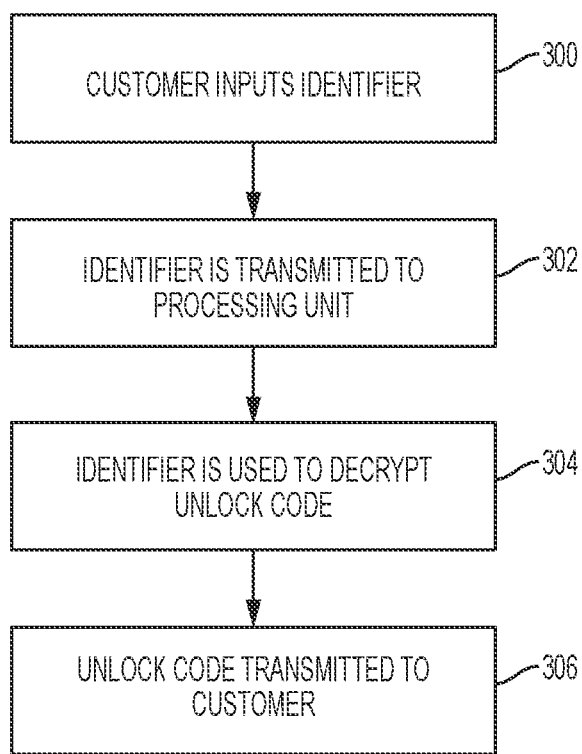 CUSTOMER INPUTS IDENTIFIER
300
IDENTIFIER IS TRANSMITTED TO
PROCESSING UNIT
302
IDENTIFIER IS USED TO DECRYPT
UNLOCK CODE
304
UNLOCK CODE TRANSMITTED TO
CUSTOMER
306